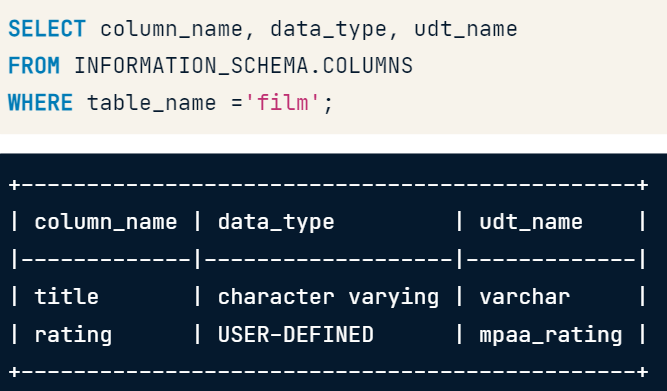 SELECT column_name, data_type, udt_name
FROM INFORMATION_SCHEMA.COLUMNS
WHERE table_name ='film';
+-----------------------------------------------+
| column_name | data_type         | udt_name    |
|-------------|-------------------|-------------|
| title       | character varying | varchar     |
| rating      | USER-DEFINED      | mpaa_rating |
+-----------------------------------------------+